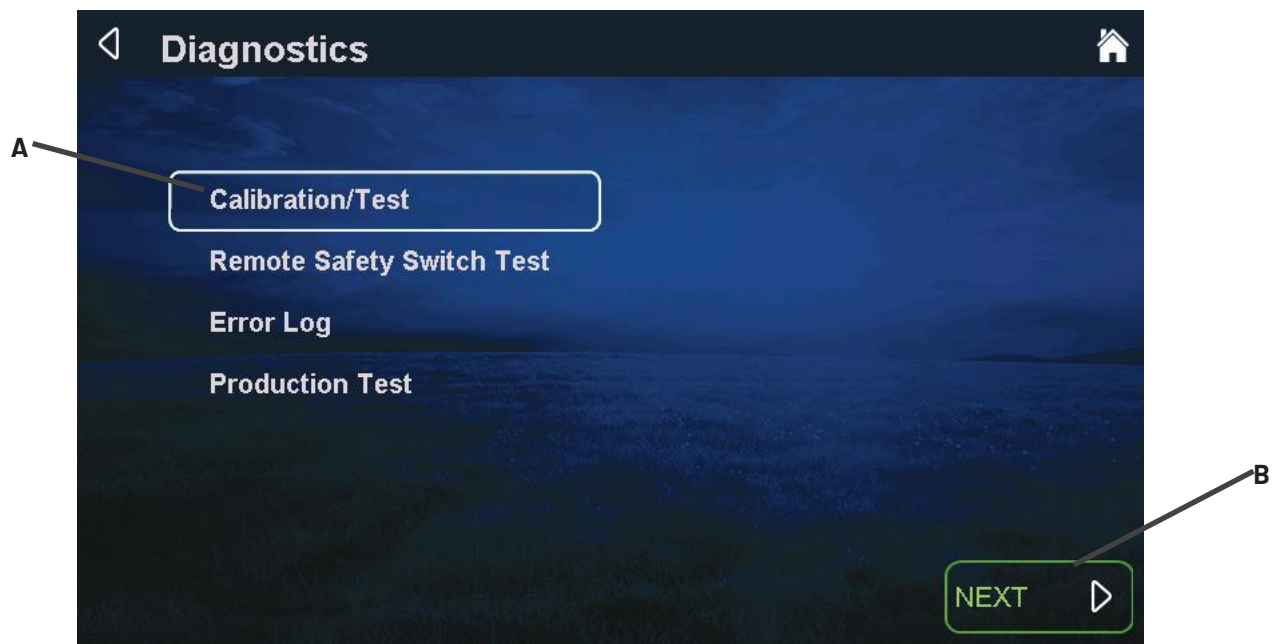 Diagnostics
A
Calibration/Test
Remote Safety Switch Test
Error Log
Production Test
B
NEXT